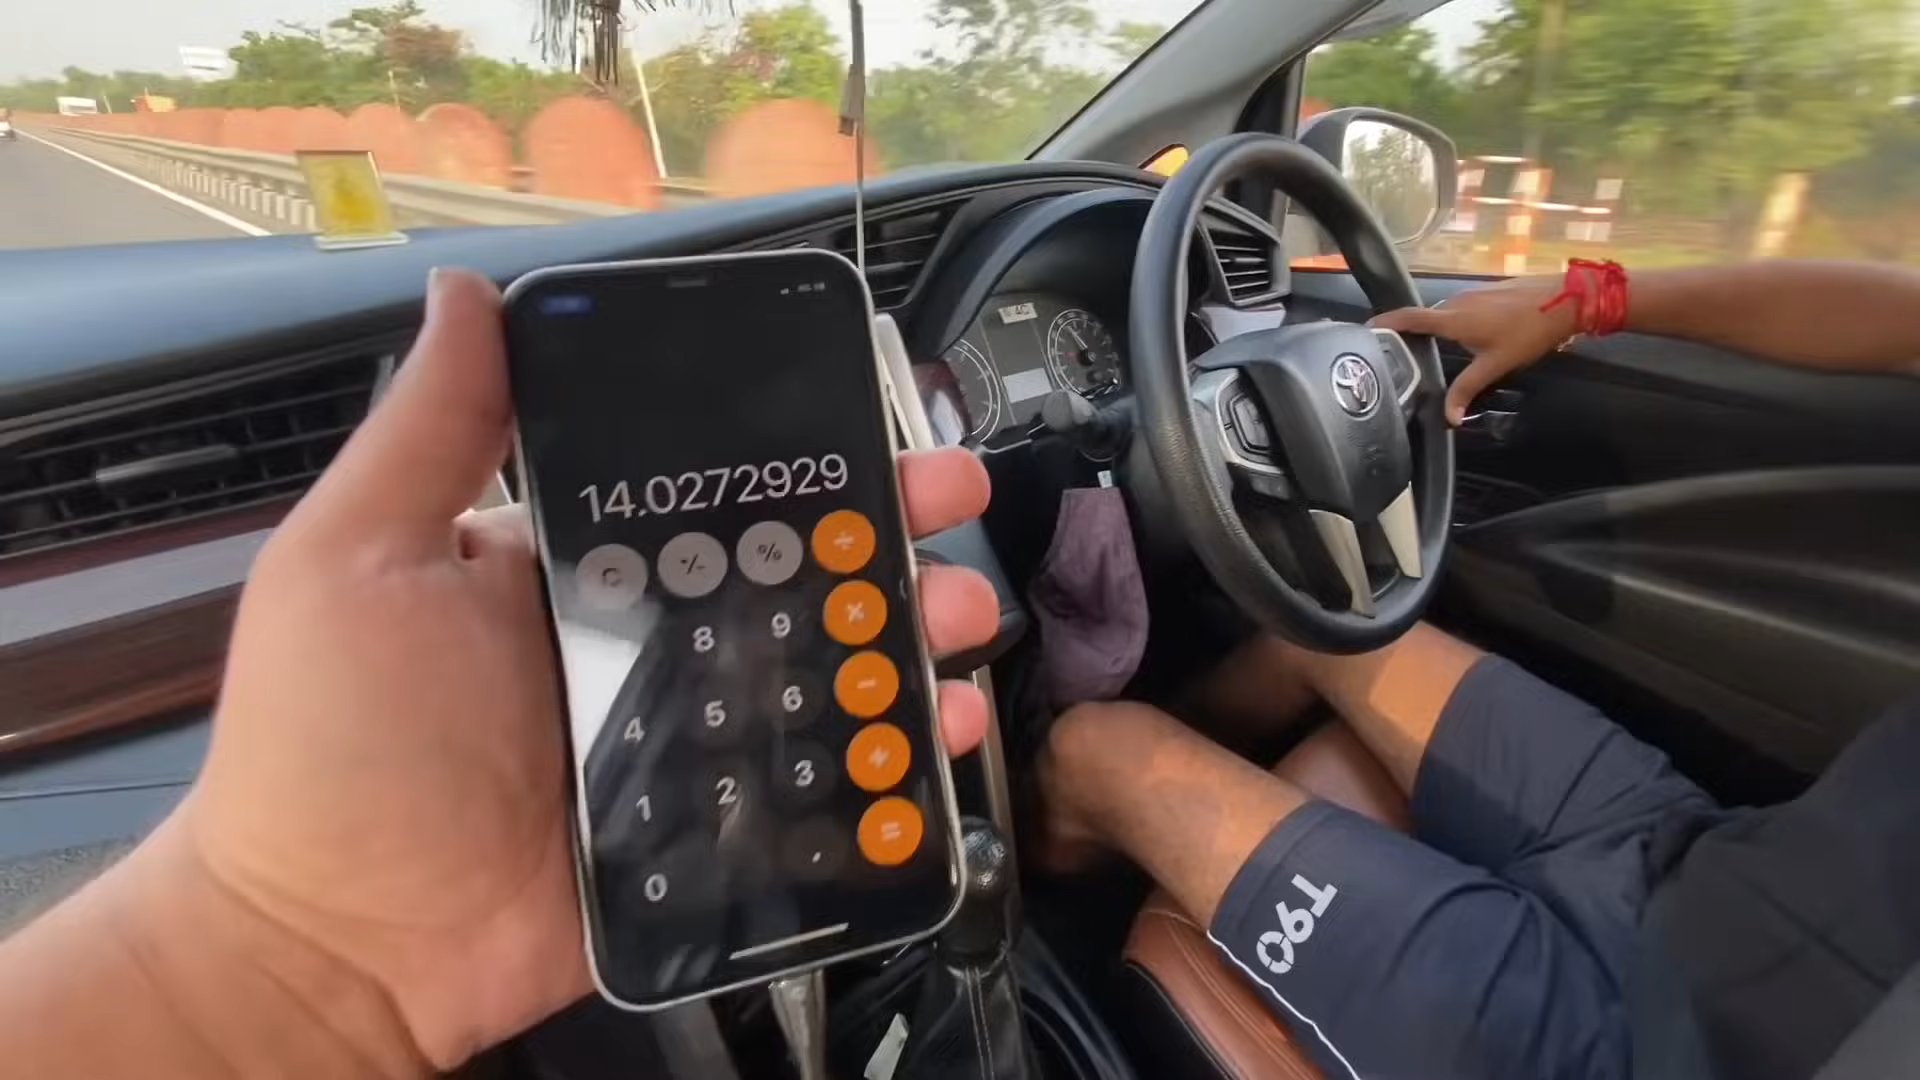 14.0272929
C ⁺∕₋ % ÷
8 9 ×
4 5 6 −
1 2 3 +
0 . =
T90